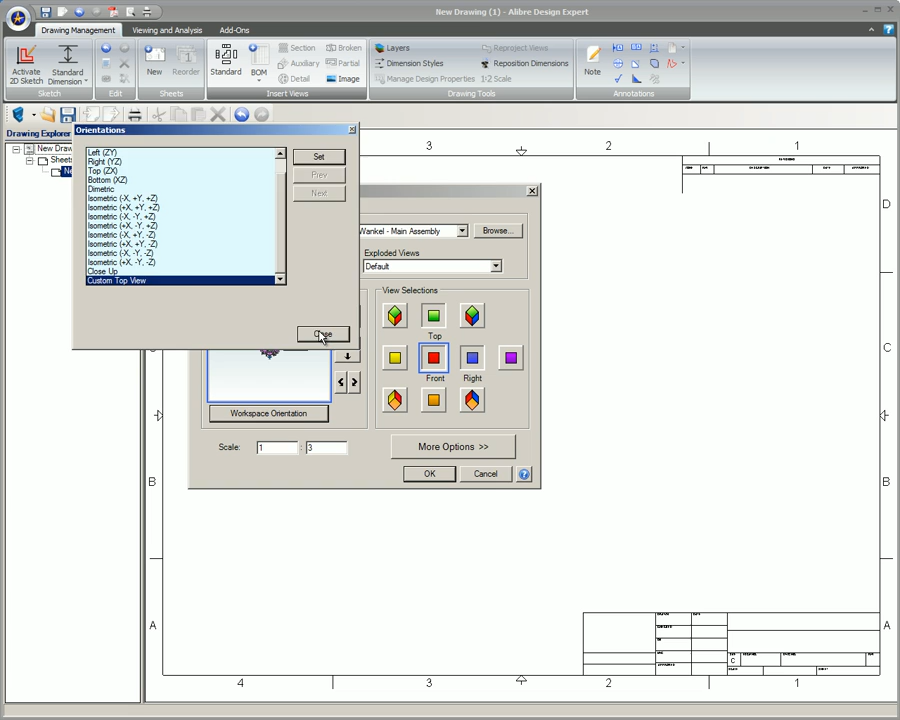 New Drawing (1) - Alibre Design Expert
Drawing Management
Viewing and Analysis
Add-Ons
Activate
2D Sketch
Standard
Dimension
Sketch
Edit
New
Reorder
Sheets
Standard
BOM
Section
Auxiliary
Detail
Broken
Partial
Image
Insert Views
Layers
Dimension Styles
Manage Design Properties
Reproject Views
Reposition Dimensions
1:2 Scale
Drawing Tools
Note
Annotations
Drawing Explorer
New Draw
Sheets
Ne
Orientations
Left (ZY)
Right (YZ)
Top (ZX)
Bottom (XZ)
Dimetric
Isometric (-X, +Y, +Z)
Isometric (+X, +Y, +Z)
Isometric (-X, -Y, +Z)
Isometric (+X, -Y, +Z)
Isometric (-X, +Y, -Z)
Isometric (+X, +Y, -Z)
Isometric (-X, -Y, -Z)
Isometric (+X, -Y, -Z)
Close Up
Custom Top View
Set
Prev
Next
Close
Wankel - Main Assembly
Browse...
Exploded Views
Default
View Selections
Top
Front
Right
Workspace Orientation
Scale:
1
:
3
More Options >>
OK
Cancel
3
2
1
D
C
B
A
C
B
A
4
3
2
1
C